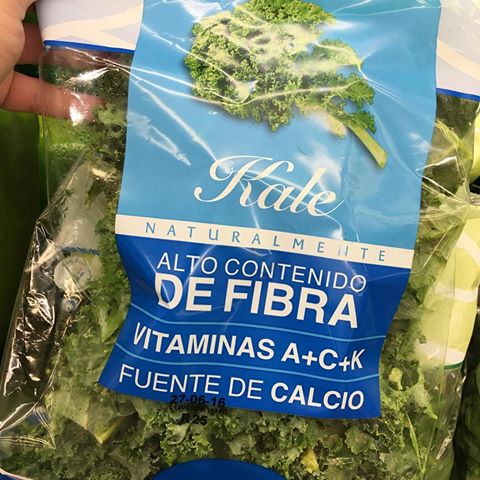 Kale
NATURALMENTE
ALTO CONTENIDO
DE FIBRA
VITAMINAS A+C+K
FUENTE DE CALCIO
27-06-16